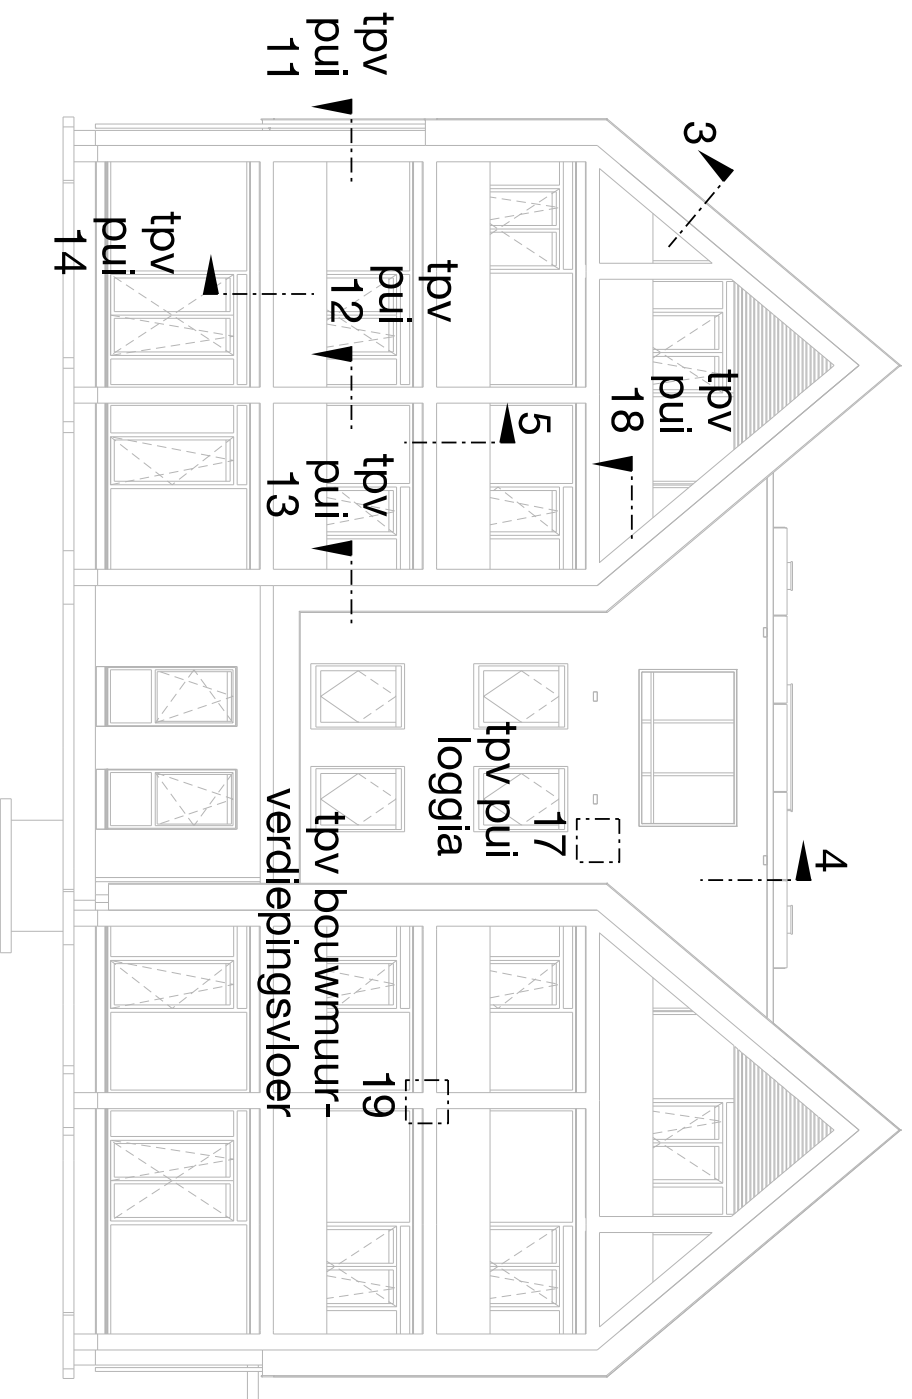 tpv
pui
11
3
tpv
pui
14
tpv
pui
12
tpv
pui
18
5
tpv
pui
13
17
tpv pui
loggia
4
tpv bouwmuur-
verdiepingsvloer
19